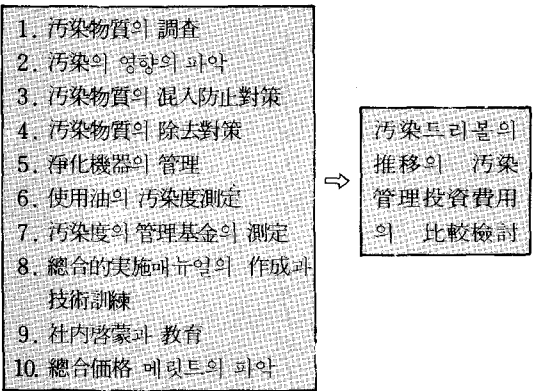 1. 汚染物質의 調査
2. 汚染의 영향의 파악
3. 汚染物質의 混入防止對策
4. 汚染物質의 除去對策
5. 淨化機器의 管理
6. 使用油의 汚染度測定
7. 汚染度의 管理基金의 測定
8. 總合的実施매뉴얼의 作成과
技術訓練
9. 社内啓蒙과 教育
10. 總合価格 메릿트의 파악
⇨
汚染트리블의
推移의 汚染
管理投資費用
의 比較檢討